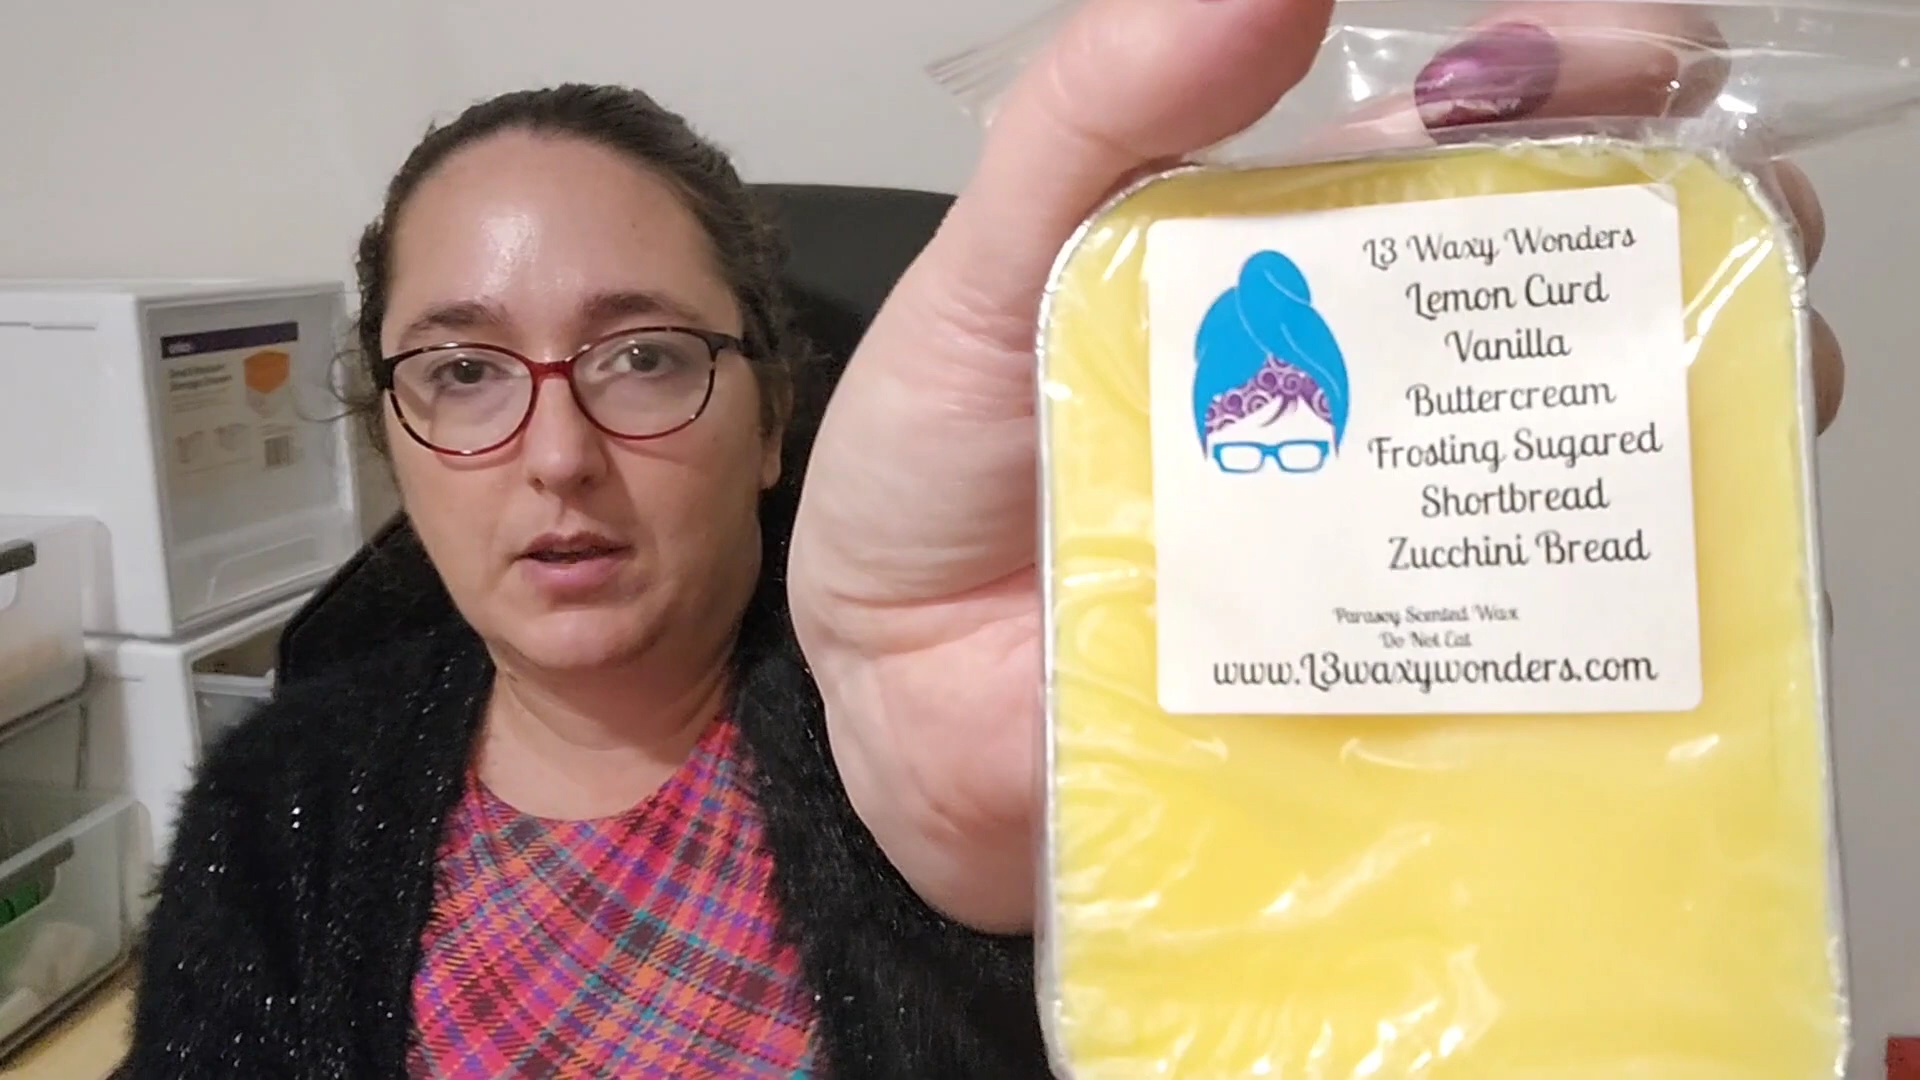 L3 Waxy Wonders
Lemon Curd
Vanilla
Buttercream
Frosting Sugared
Shortbread
Zucchini Bread
Parasoy Scented Wax
Do Not Eat
www.L3waxywonders.com